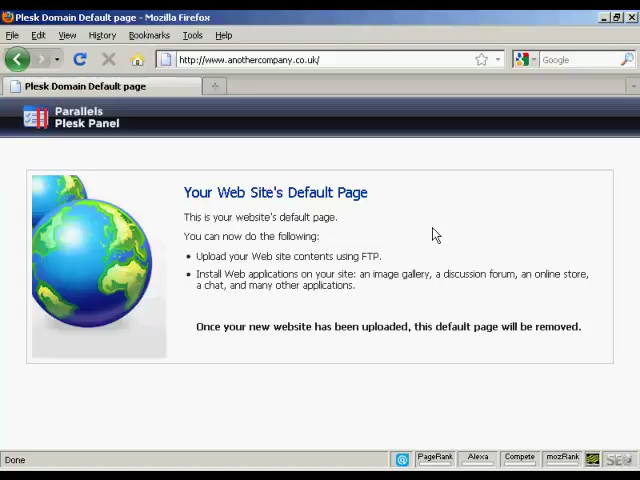 Plesk Domain Default page - Mozilla Firefox
File Edit View History Bookmarks Tools Help
http://www.anothercompany.co.uk/
Google
Plesk Domain Default page
Parallels
Plesk Panel
Your Web Site's Default Page
This is your website's default page.
You can now do the following:
• Upload your Web site contents using FTP.
• Install Web applications on your site: an image gallery, a discussion forum, an online store,
a chat, and many other applications.
Once your new website has been uploaded, this default page will be removed.
Done
PageRank Alexa Compete mozRank